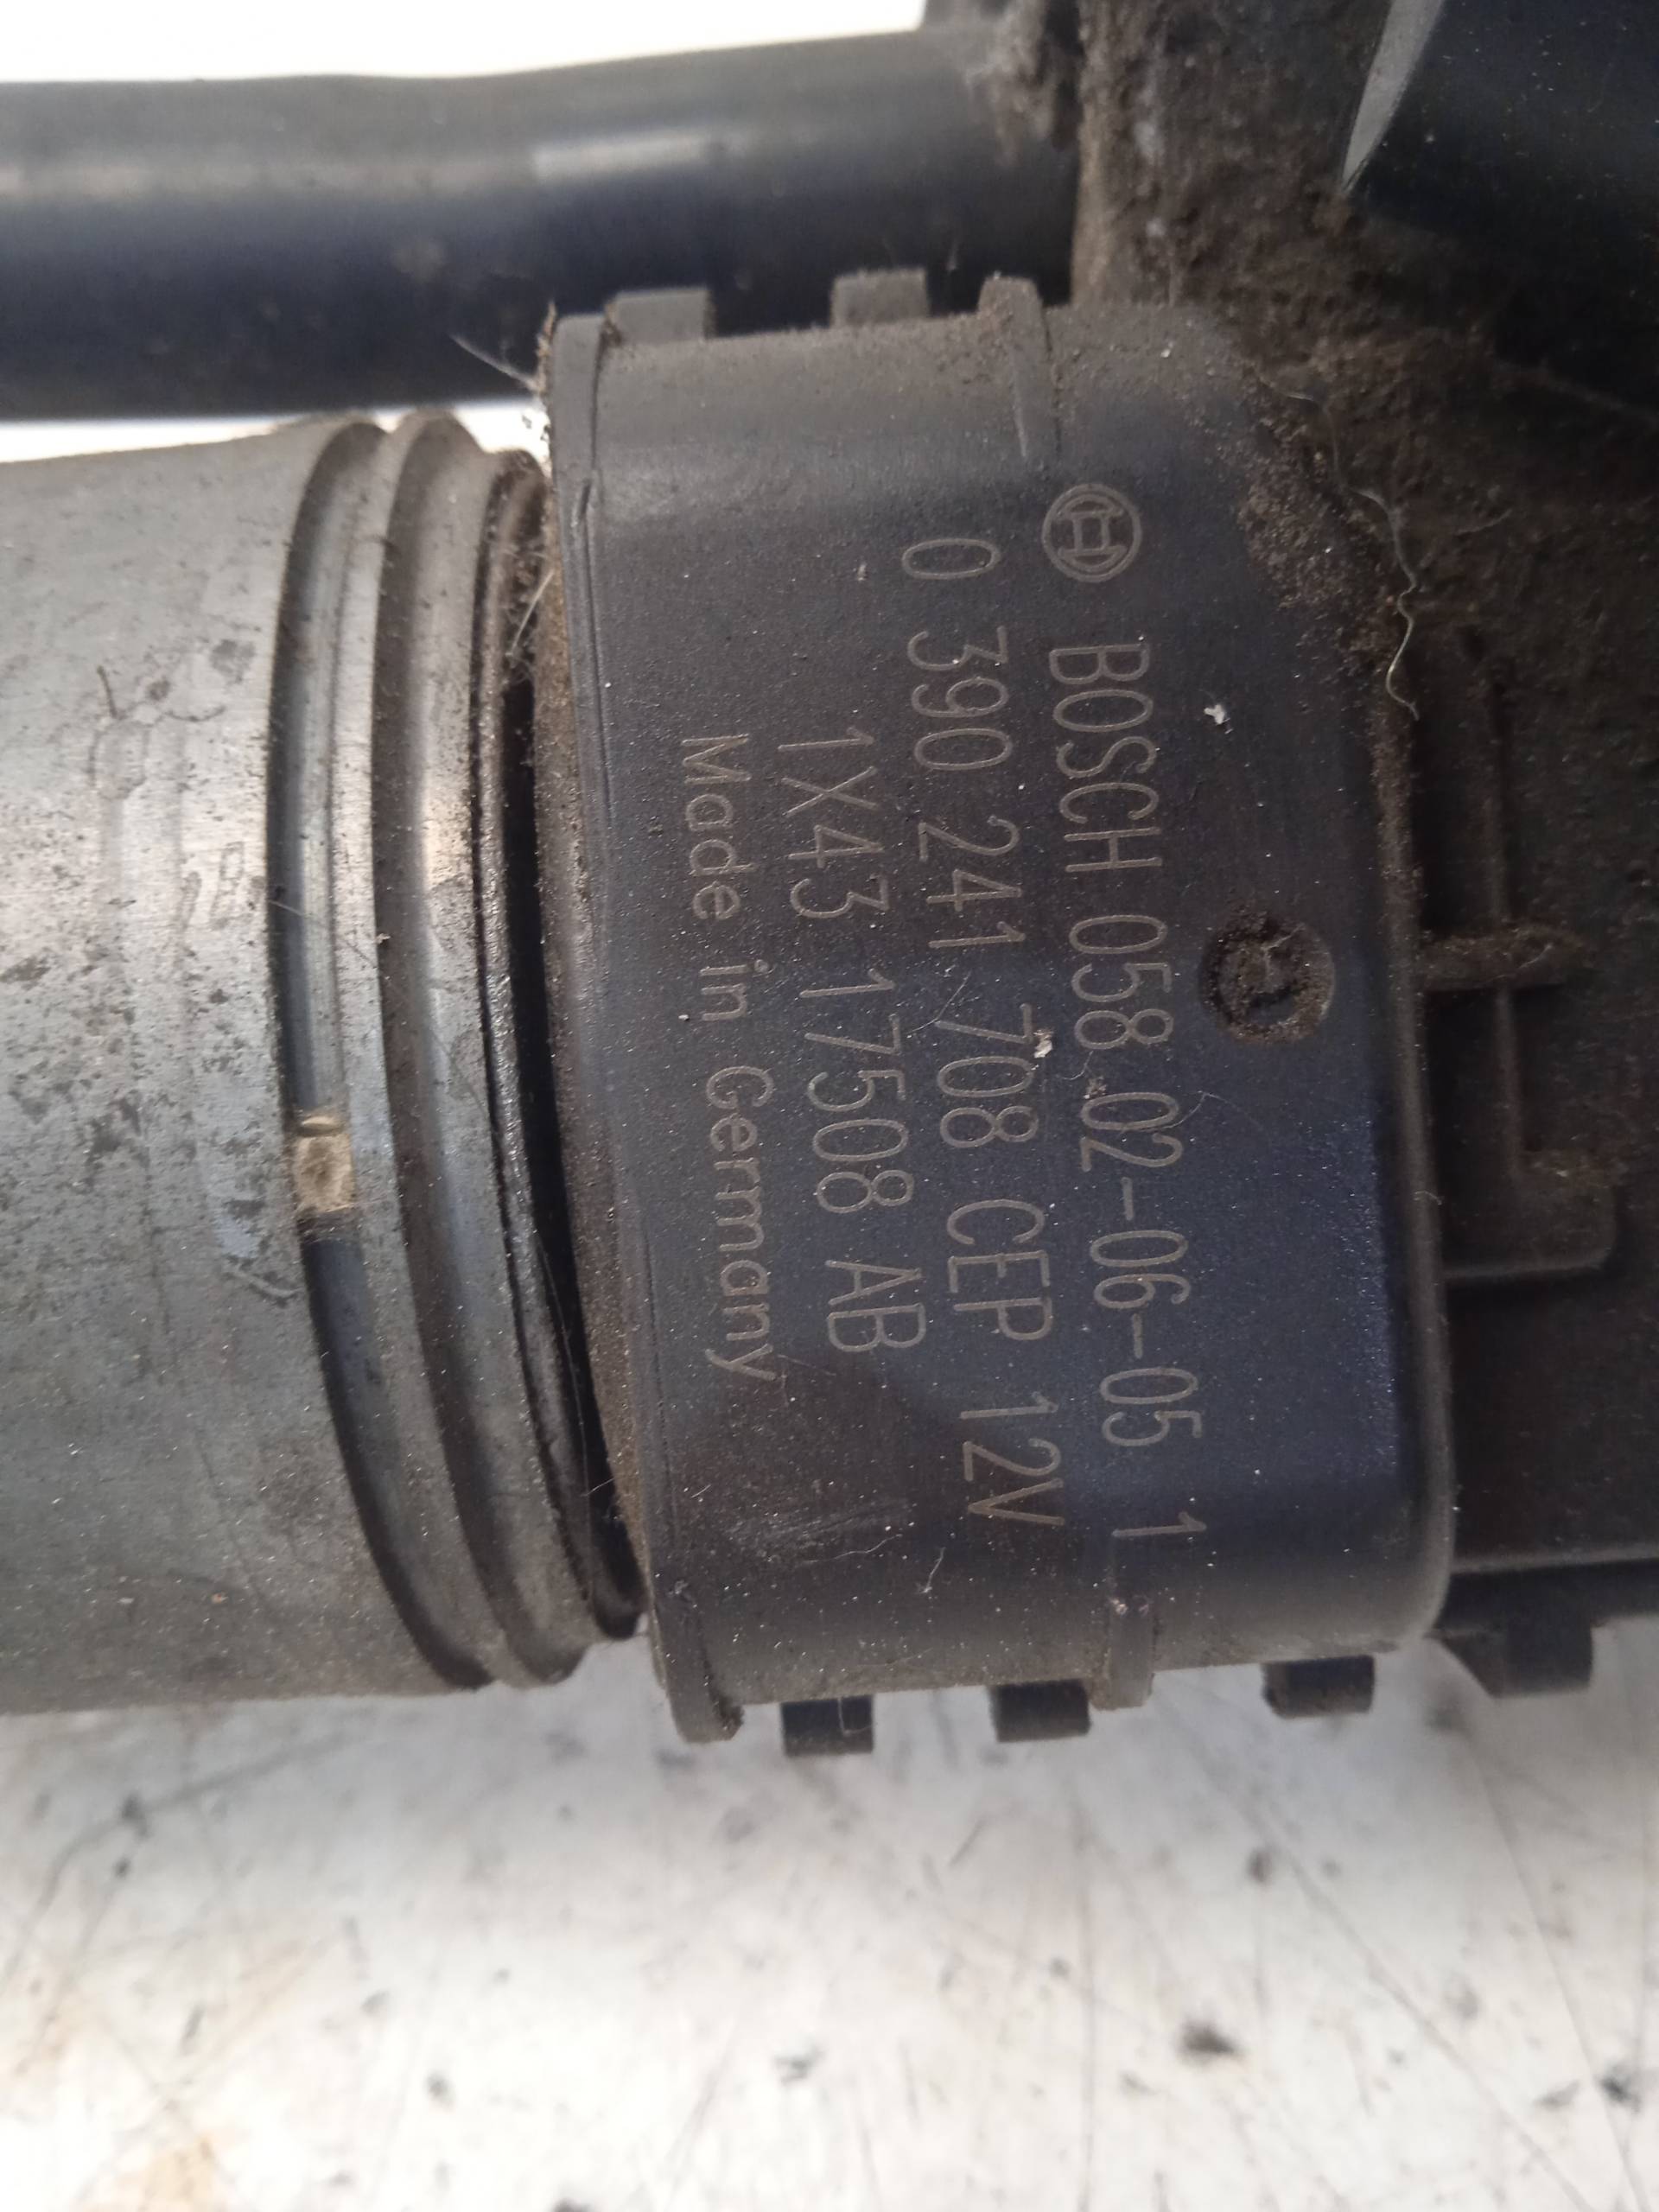 BOSCH 058 02-06-05 1
0 390 241 708 CEP 12V
1X43 17508 AB
Made in Germany